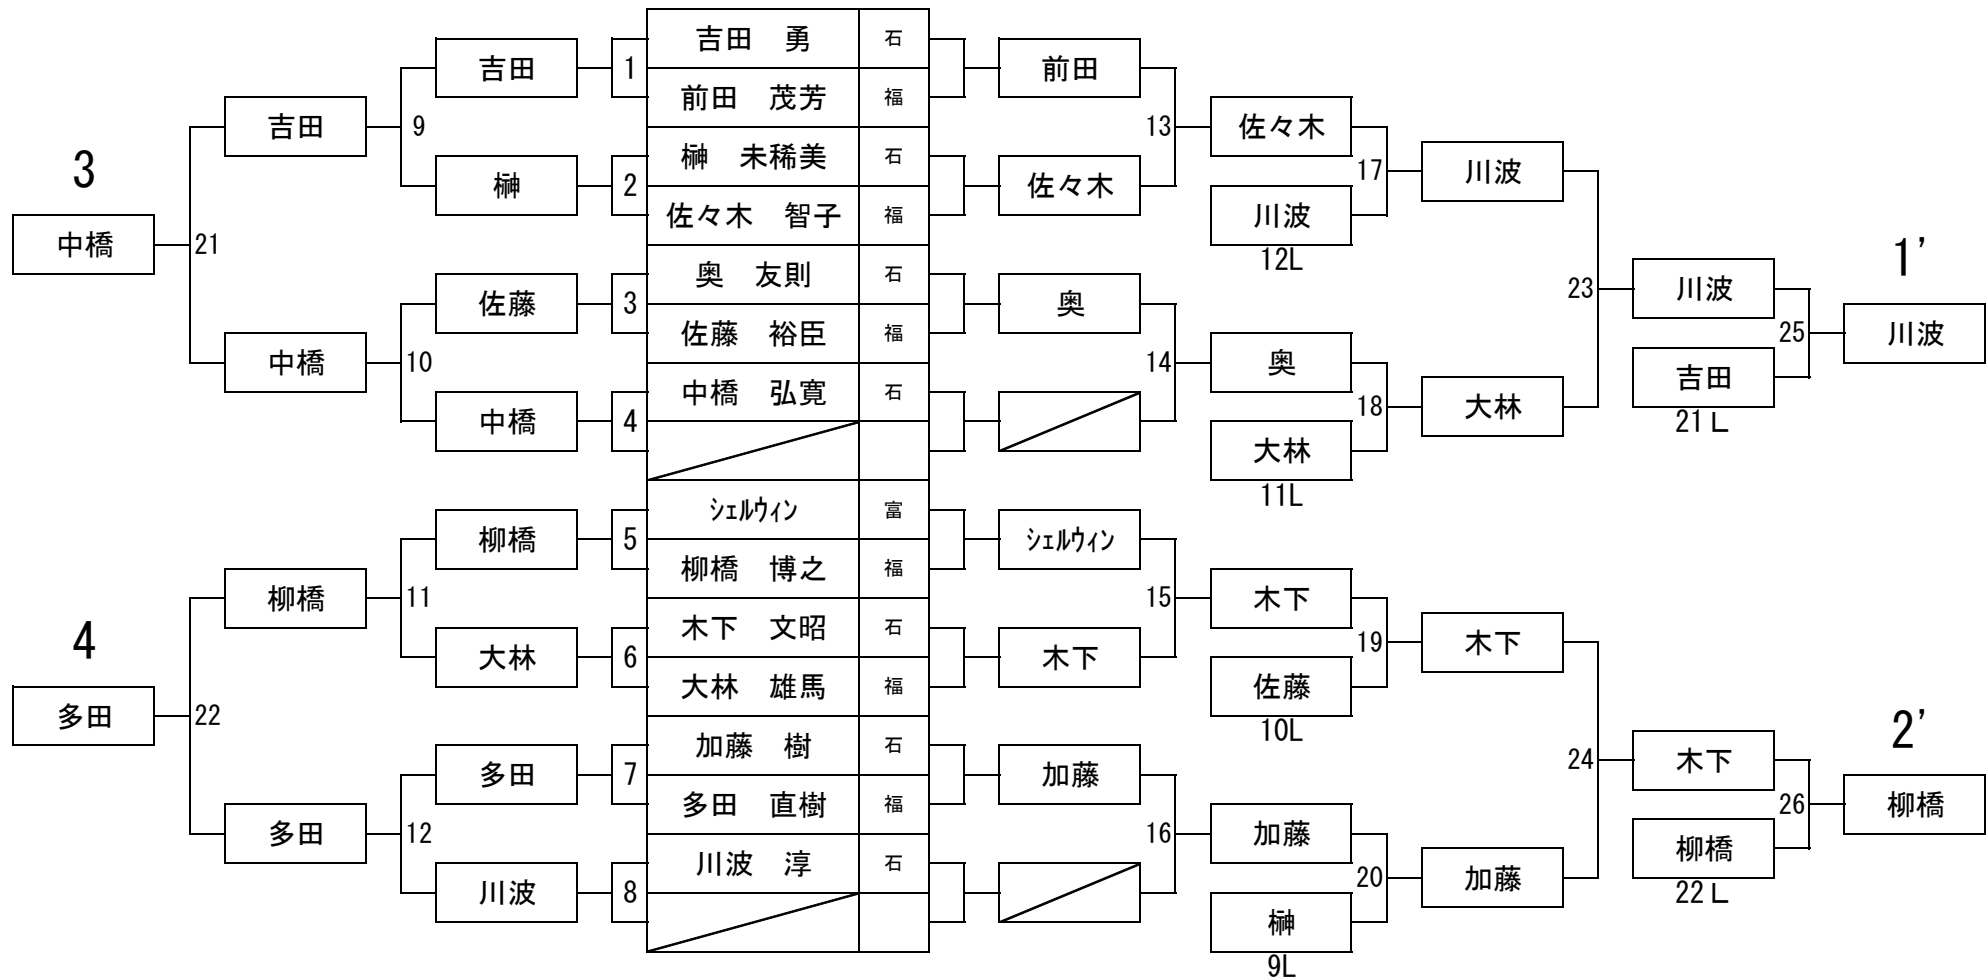 吉田　勇 石
吉田 1 前田
前田　茂芳 福
吉田 9 13 佐々木
榊　未稀美 石
3 17 川波
榊 2 佐々木
佐々木　智子 福 川波
中橋 21 12L 1’
奥　友則 石
佐藤 3 奥 23 川波
佐藤　裕臣 福 25 川波
中橋 10 14 奥
吉田
中橋　弘寛 石
18 大林 21L
中橋 4
大林
11L
シェルウィン 富
柳橋 5 シェルウィン
柳橋　博之 福
柳橋 11 15 木下
木下　文昭 石
4 19 木下
大林 6 木下
大林　雄馬 福 佐藤
多田 22 10L 2’
加藤　樹 石
多田 7 加藤 24 木下
多田　直樹 福 26 柳橋
多田 12 16 加藤
柳橋
川波　淳 石
20 加藤 22L
川波 8
榊
9L